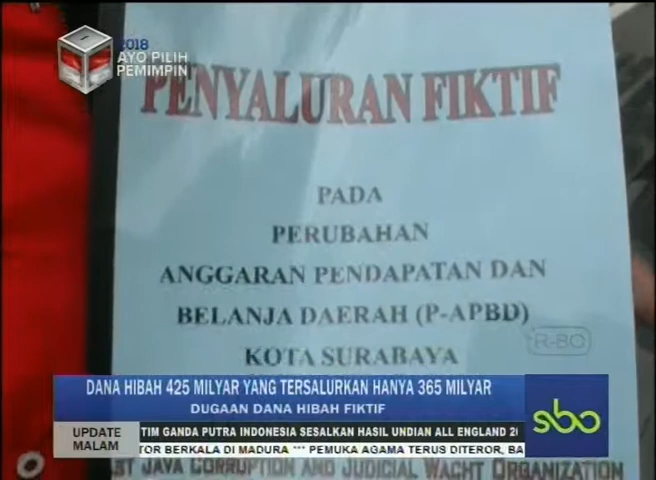 2018
AYO PILIH
PEMIMPIN
PENYALURAN FIKTIF
PADA
PERUBAHAN
ANGGARAN PENDAPATAN DAN
BELANJA DAERAH (P-APBD)
KOTA SURABAYA
R-BO
DANA HIBAH 425 MILYAR YANG TERSALURKAN HANYA 365 MILYAR
DUGAAN DANA HIBAH FIKTIF
sbo
UPDATE
MALAM
TIM GANDA PUTRA INDONESIA SESALKAN HASIL UNDIAN ALL ENGLAND 2
TOR BERKALA DI MADURA *** PEMUKA AGAMA TERUS DITEROR, BA
ST JAVA CORRUPTION AND JUDICIAL WACHT ORGANIZATION